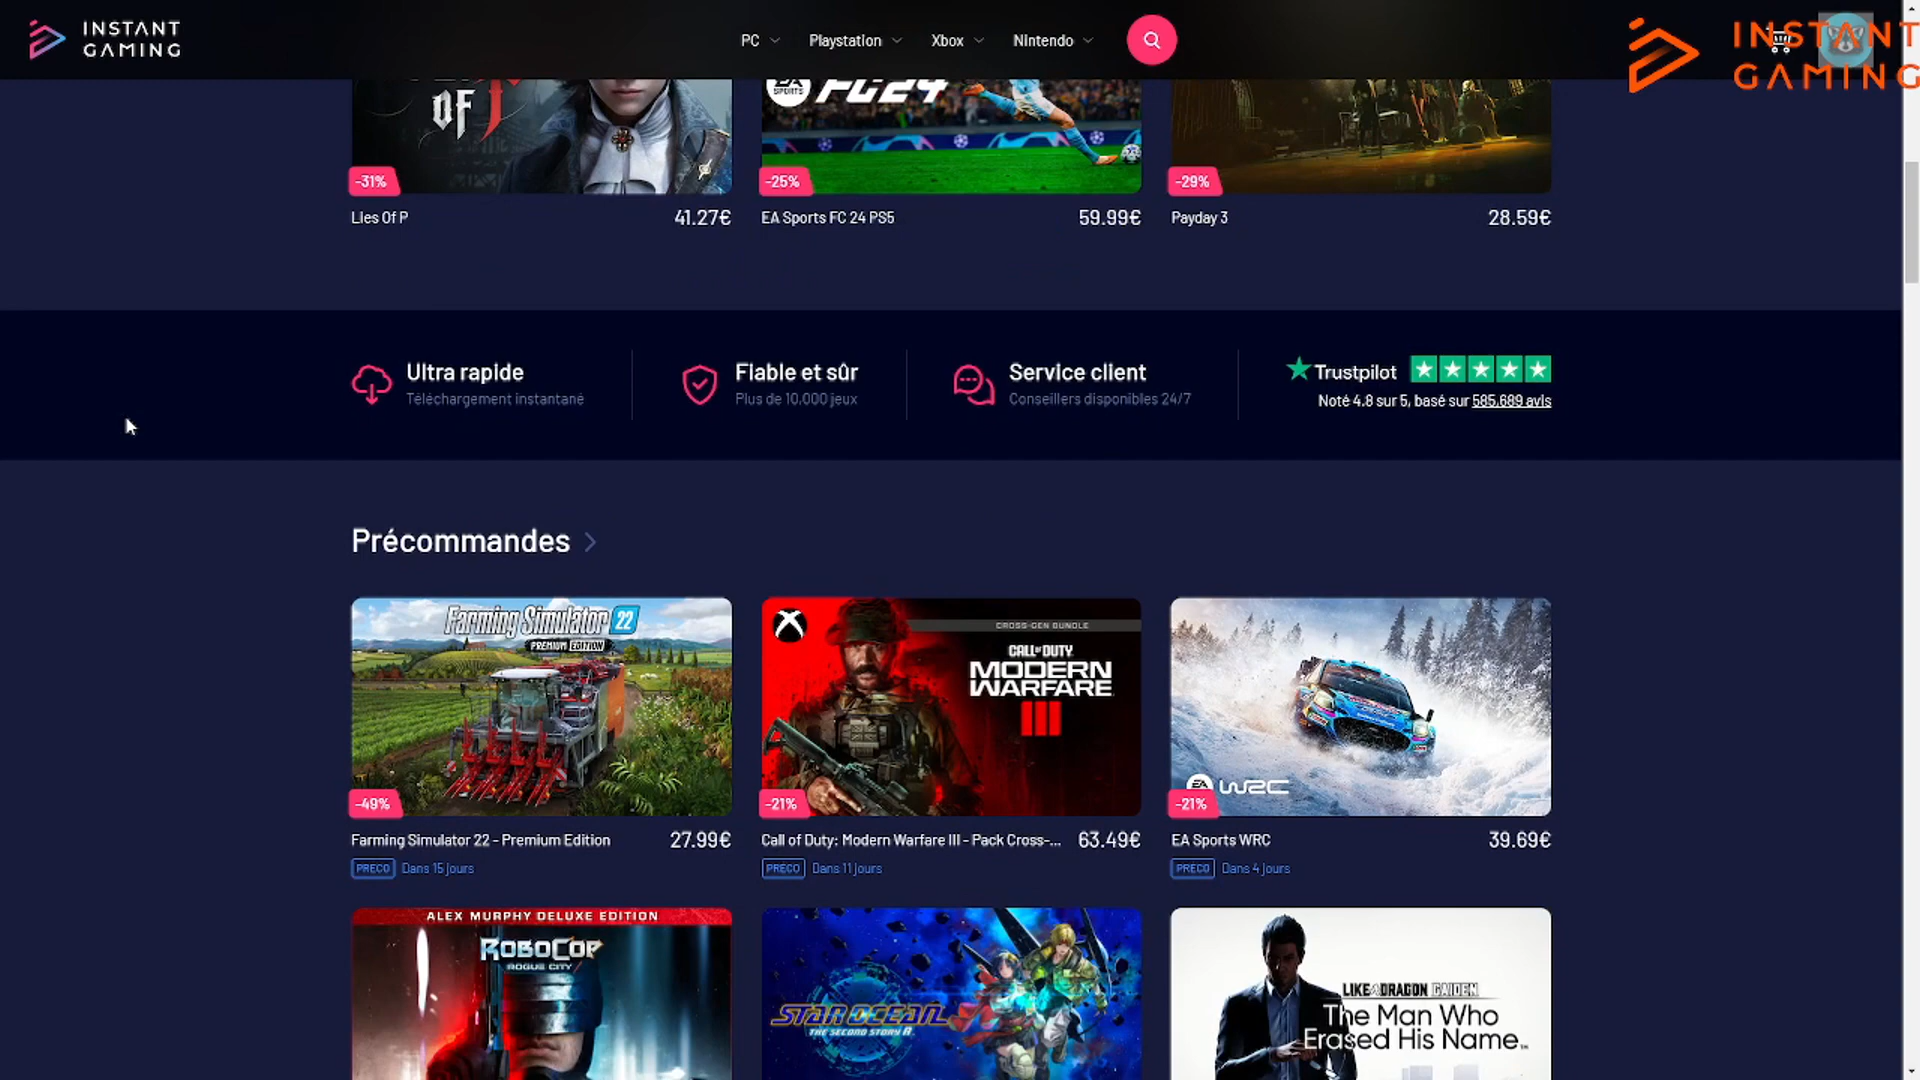 INSTANT
GAMING
PC
Playstation
Xbox
Nintendo
INSTANT
GAMING
OF P
EA SPORTS
FC 24
-31%
-25%
-29%
Lies Of P
41.27€
EA Sports FC 24 PS5
59.99€
Payday 3
28.59€
Ultra rapide
Téléchargement instantané
Fiable et sûr
Plus de 10,000 jeux
Service client
Conseillers disponibles 24/7
Trustpilot
Noté 4.8 sur 5, basé sur 585,689 avis
Précommandes
Farming Simulator 22
PREMIUM EDITION
-49%
Farming Simulator 22 - Premium Edition
27.99€
PRECO
Dans 15 jours
CROSS-GEN BUNDLE
CALL OF DUTY
MODERN
WARFARE
III
-21%
Call of Duty: Modern Warfare III - Pack Cross-...
63.49€
PRECO
Dans 11 jours
EA WRC
-21%
EA Sports WRC
39.69€
PRECO
Dans 4 jours
ALEX MURPHY DELUXE EDITION
ROBOCOP
ROGUE CITY
STAR OCEAN
THE SECOND STORY R
LIKE A DRAGON GAIDEN
The Man Who
Erased His Name